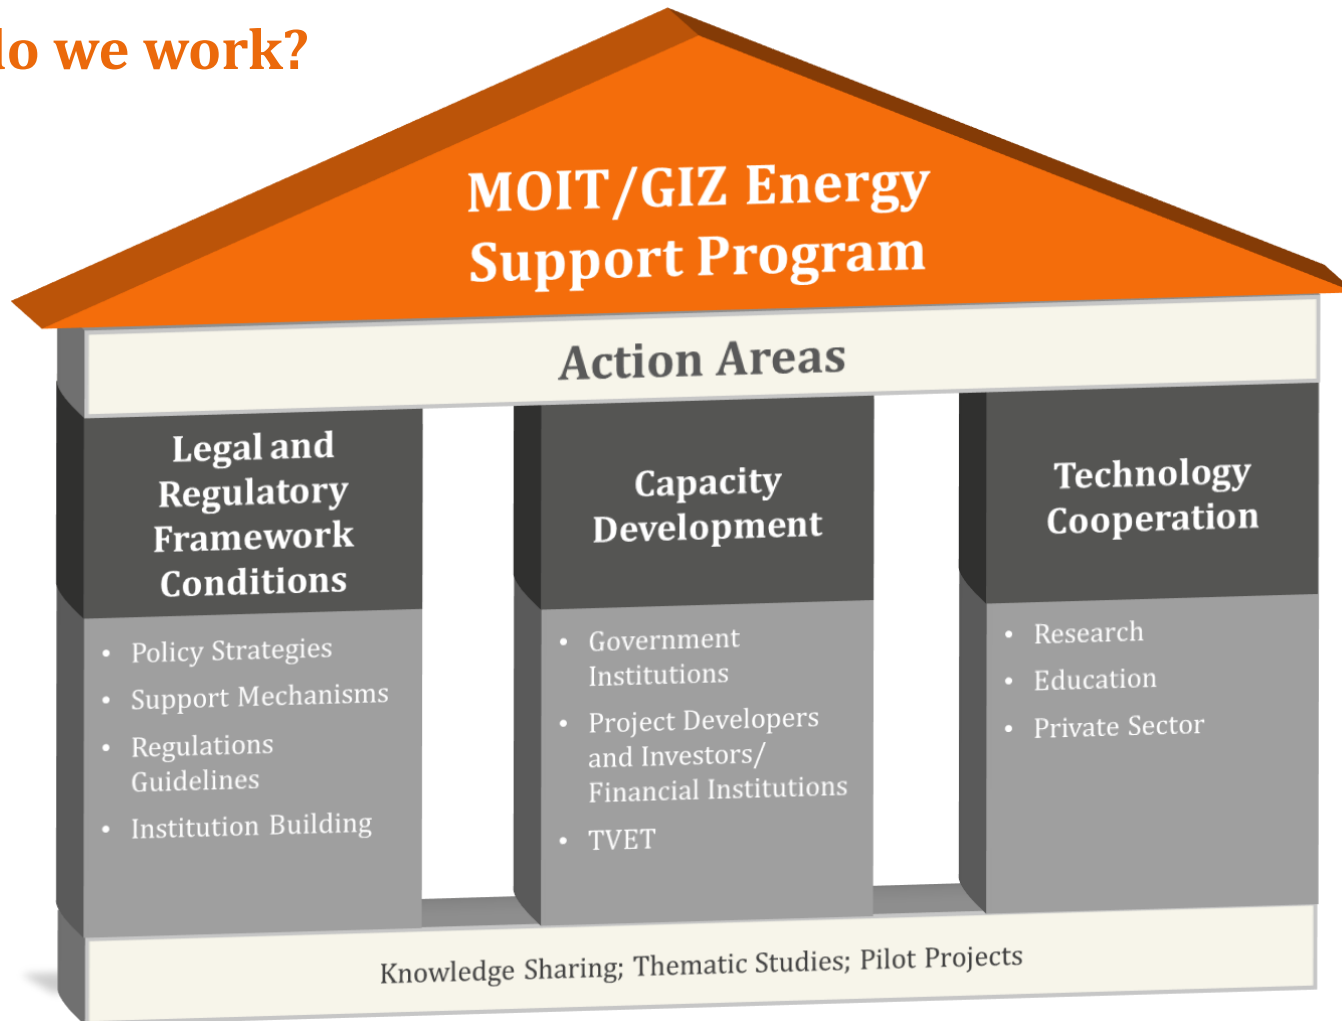 do we work?
MOIT/GIZ Energy
Support Program
Action Areas
Legal and
Regulatory
Framework
Conditions
• Policy Strategies
• Support Mechanisms
• Regulations
Guidelines
• Institution Building
Capacity
Development
• Government
Institutions
• Project Developers
and Investors/
Financial Institutions
• TVET
Technology
Cooperation
• Research
• Education
• Private Sector
Knowledge Sharing; Thematic Studies; Pilot Projects